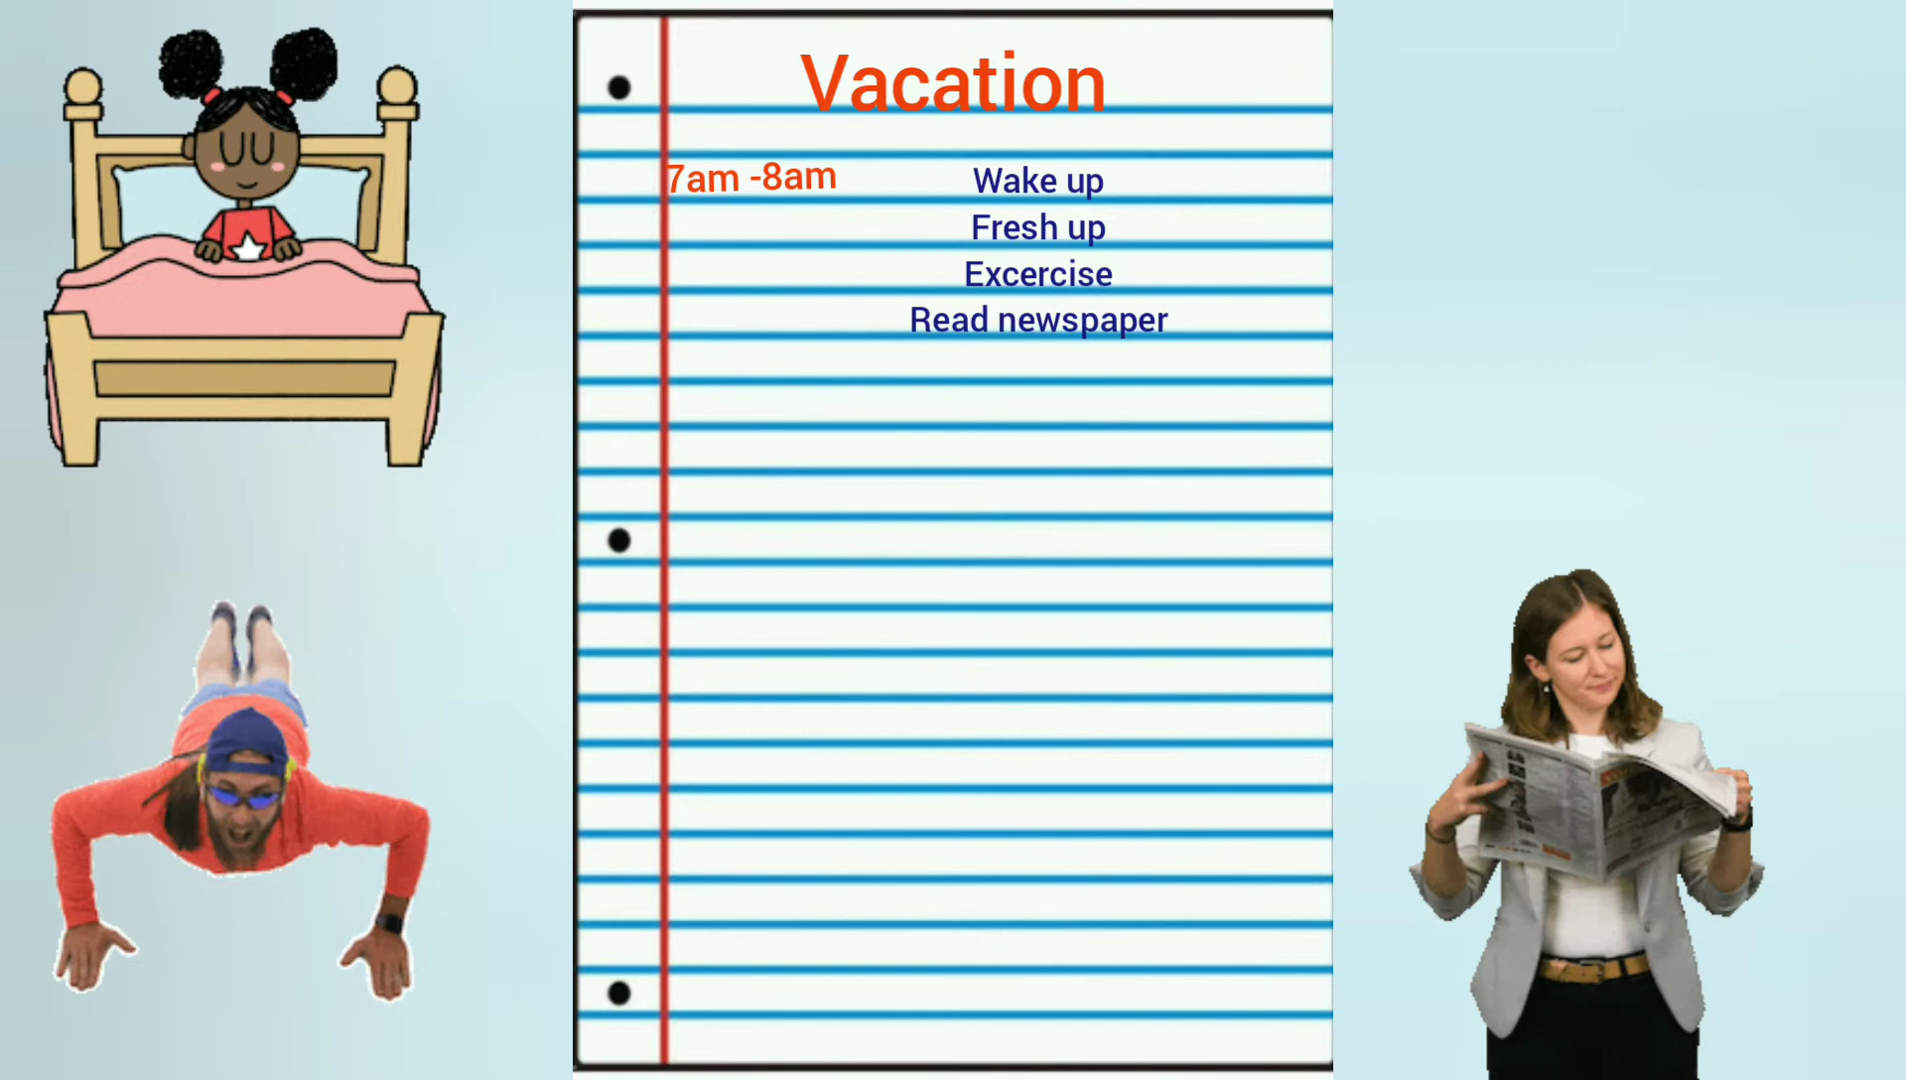 Vacation
7am -8am Wake up
Fresh up
Excercise
Read newspaper